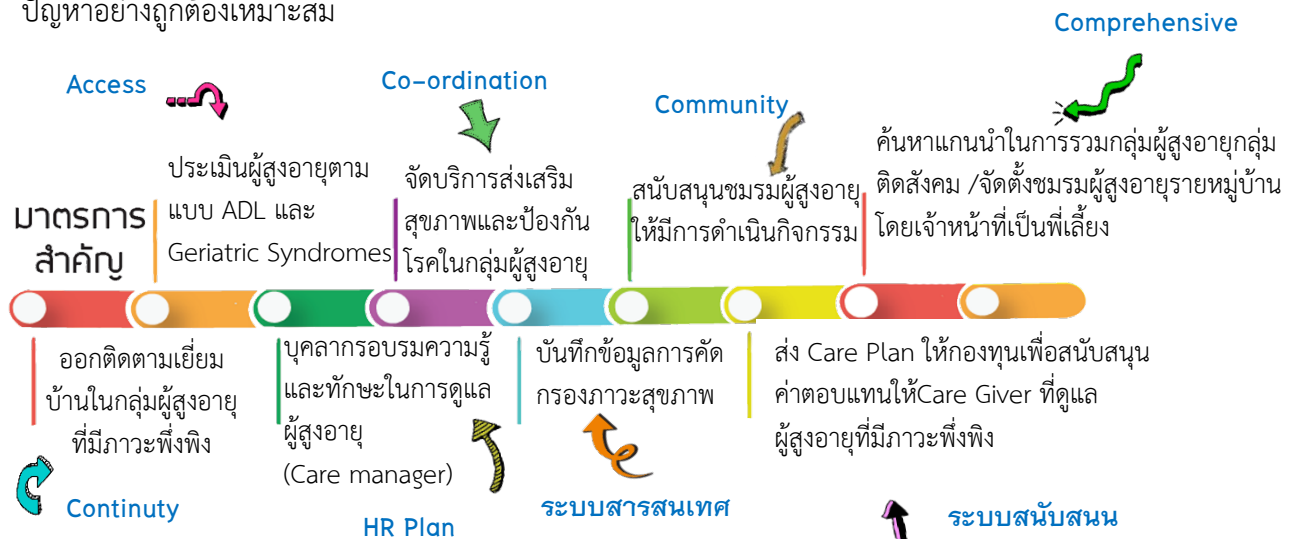 ปัญหาอย่างถูกต้องเหมาะสม
Comprehensive
Access
Co-ordination
Community
ประเมินผู้สูงอายุตาม
แบบ ADL และ
Geriatric Syndromes
จัดบริการส่งเสริม
สุขภาพและป้องกัน
โรคในกลุ่มผู้สูงอายุ
สนับสนุนชมรมผู้สูงอายุ
ให้มีการดำเนินกิจกรรม
ค้นหาแกนนำในการรวมกลุ่มผู้สูงอายุกลุ่ม
ติดสังคม /จัดตั้งชมรมผู้สูงอายุรายหมู่บ้าน
โดยเจ้าหน้าที่เป็นพี่เลี้ยง
มาตรการ
สำคัญ
ออกติดตามเยี่ยม
บ้านในกลุ่มผู้สูงอายุ
ที่มีภาวะพึ่งพิง
บุคลากรอบรมความรู้
และทักษะในการดูแล
ผู้สูงอายุ
(Care manager)
บันทึกข้อมูลการคัด
กรองภาวะสุขภาพ
ส่ง Care Plan ให้กองทุนเพื่อสนับสนุน
ค่าตอบแทนให้Care Giver ที่ดูแล
ผู้สูงอายุที่มีภาวะพึ่งพิง
Continuty
HR Plan
ระบบสารสนเทศ
ระบบสนับสนน